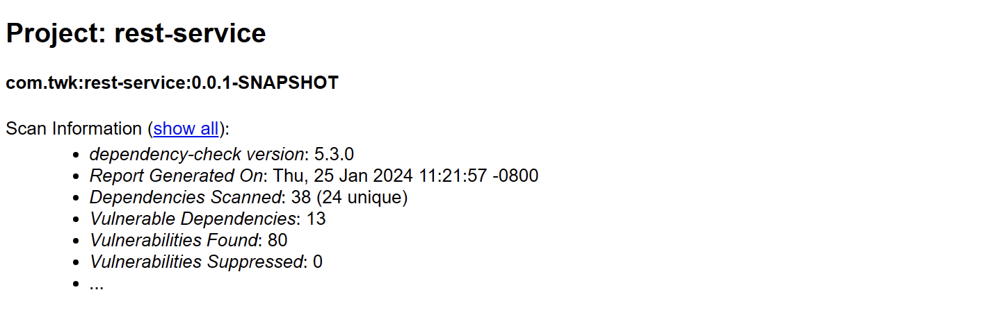 Project: rest-service
com.twk:rest-service:0.0.1-SNAPSHOT
Scan Information (show all):
• dependency-check version: 5.3.0
• Report Generated On: Thu, 25 Jan 2024 11:21:57 -0800
• Dependencies Scanned: 38 (24 unique)
• Vulnerable Dependencies: 13
• Vulnerabilities Found: 80
• Vulnerabilities Suppressed: 0
• ...